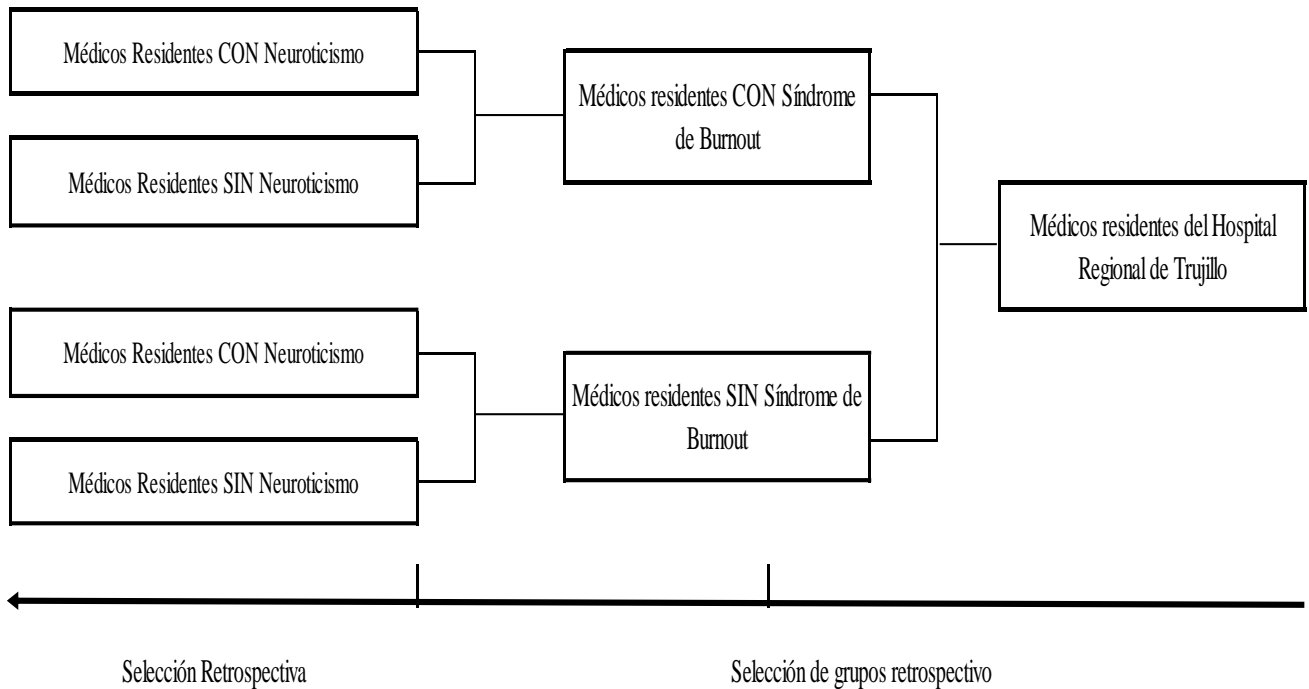 Médicos Residentes CON Neuroticismo
Médicos Residentes SIN Neuroticismo
Médicos Residentes CON Neuroticismo
Médicos Residentes SIN Neuroticismo
Médicos residentes CON Síndrome
de Burnout
Médicos residentes SIN Síndrome de
Burnout
Médicos residentes del Hospital
Regional de Trujillo
Selección Retrospectiva
Selección de grupos retrospectivo